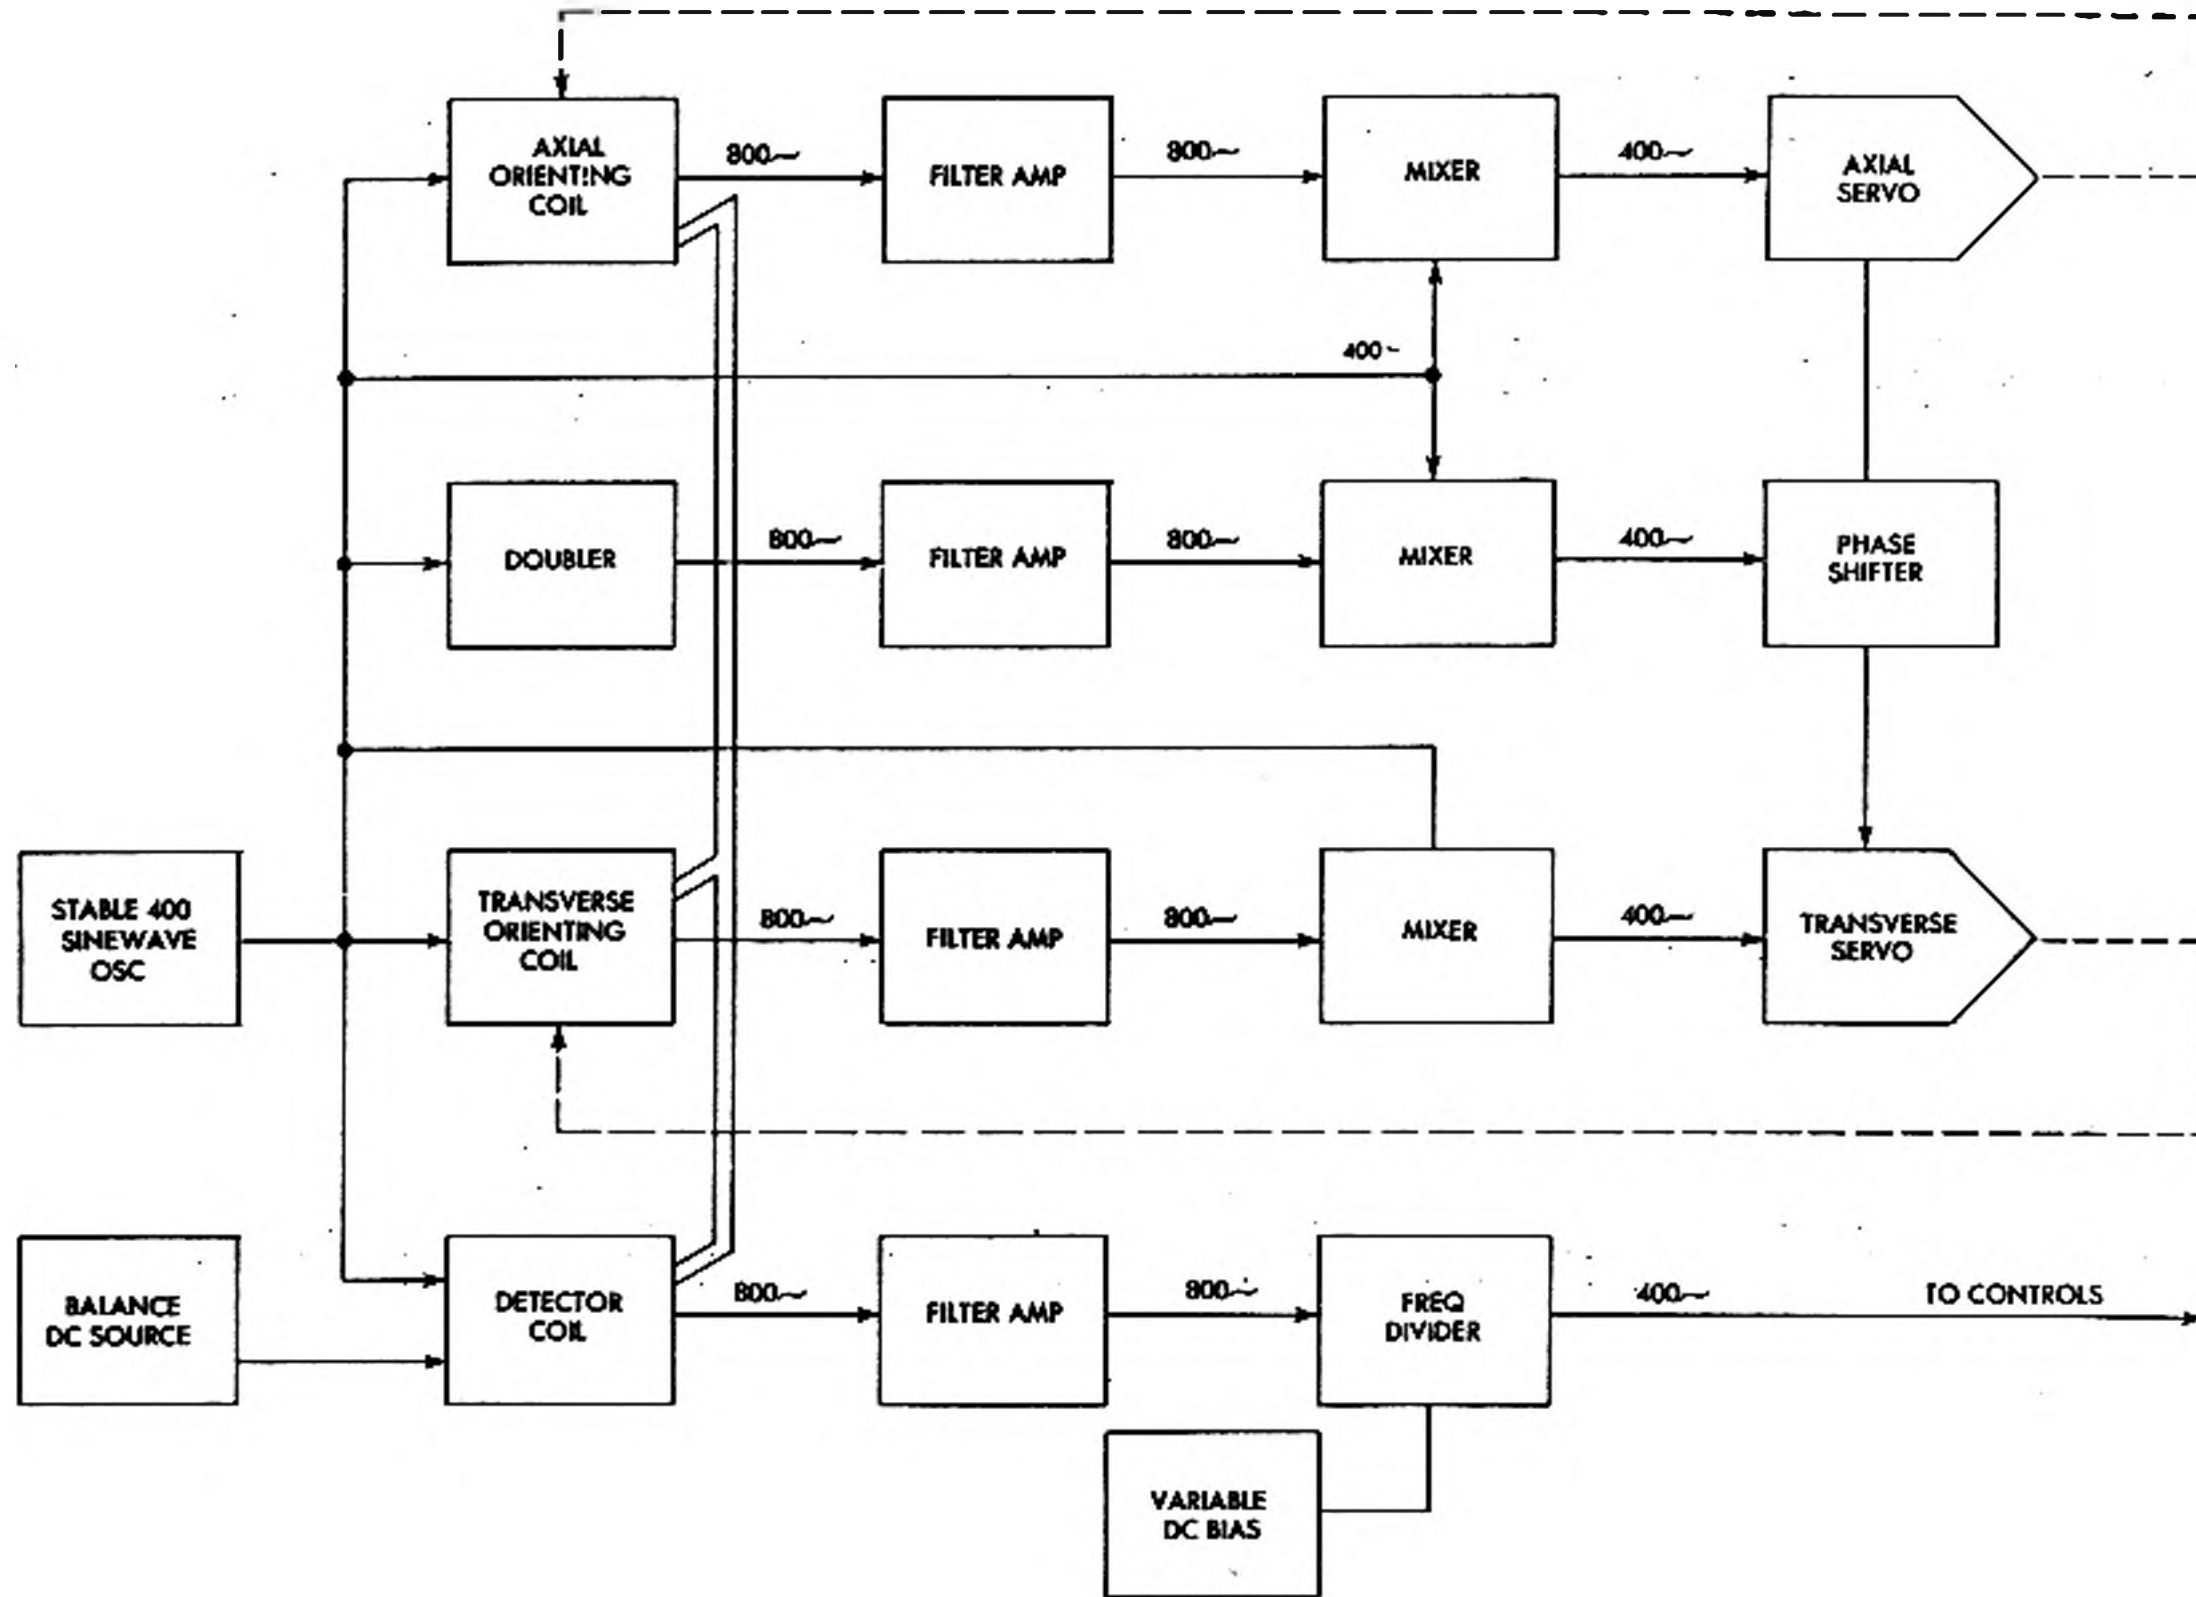 AXIAL
ORIENTING
COIL
800~
FILTER AMP
800~
MIXER
400~
AXIAL
SERVO
400~
DOUBLER
800~
FILTER AMP
800~
MIXER
400~
PHASE
SHIFTER
STABLE 400
SINEWAVE
OSC
TRANSVERSE
ORIENTING
COIL
800~
FILTER AMP
800~
MIXER
400~
TRANSVERSE
SERVO
BALANCE
DC SOURCE
DETECTOR
COIL
800~
FILTER AMP
800~
FREQ
DIVIDER
400~
TO CONTROLS
VARIABLE
DC BIAS